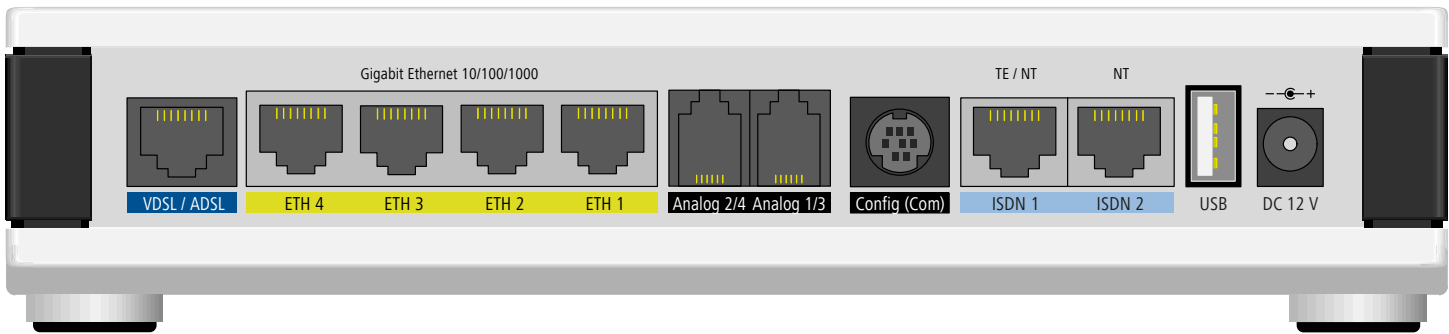 Gigabit Ethernet 10/100/1000
TE / NT
NT
VDSL / ADSL
ETH 4
ETH 3
ETH 2
ETH 1
Analog 2/4
Analog 1/3
Config (Com)
ISDN 1
ISDN 2
USB
DC 12 V